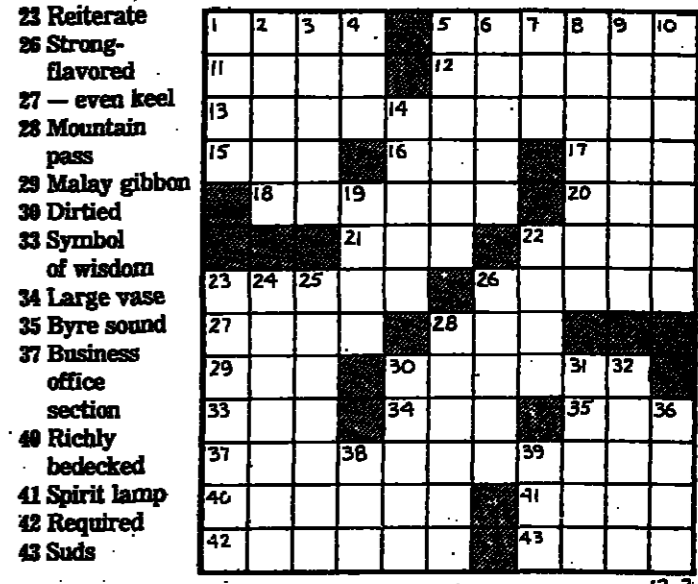 23 Reiterate
26 Strong-
flavored
27 — even keel
28 Mountain
pass
29 Malay gibbon
30 Dirtied
33 Symbol
of wisdom
34 Large vase
35 Byre sound
37 Business
office
section
40 Richly
bedecked
41 Spirit lamp
42 Required
43 Suds
1 2 3 4 5 6 7 8 9 10
11 12
13 14
15 16 17
18 19 20
21 22
23 24 25 26
27 28
29 30 31 32
33 34 35 36
37 38 39
40 41
42 43